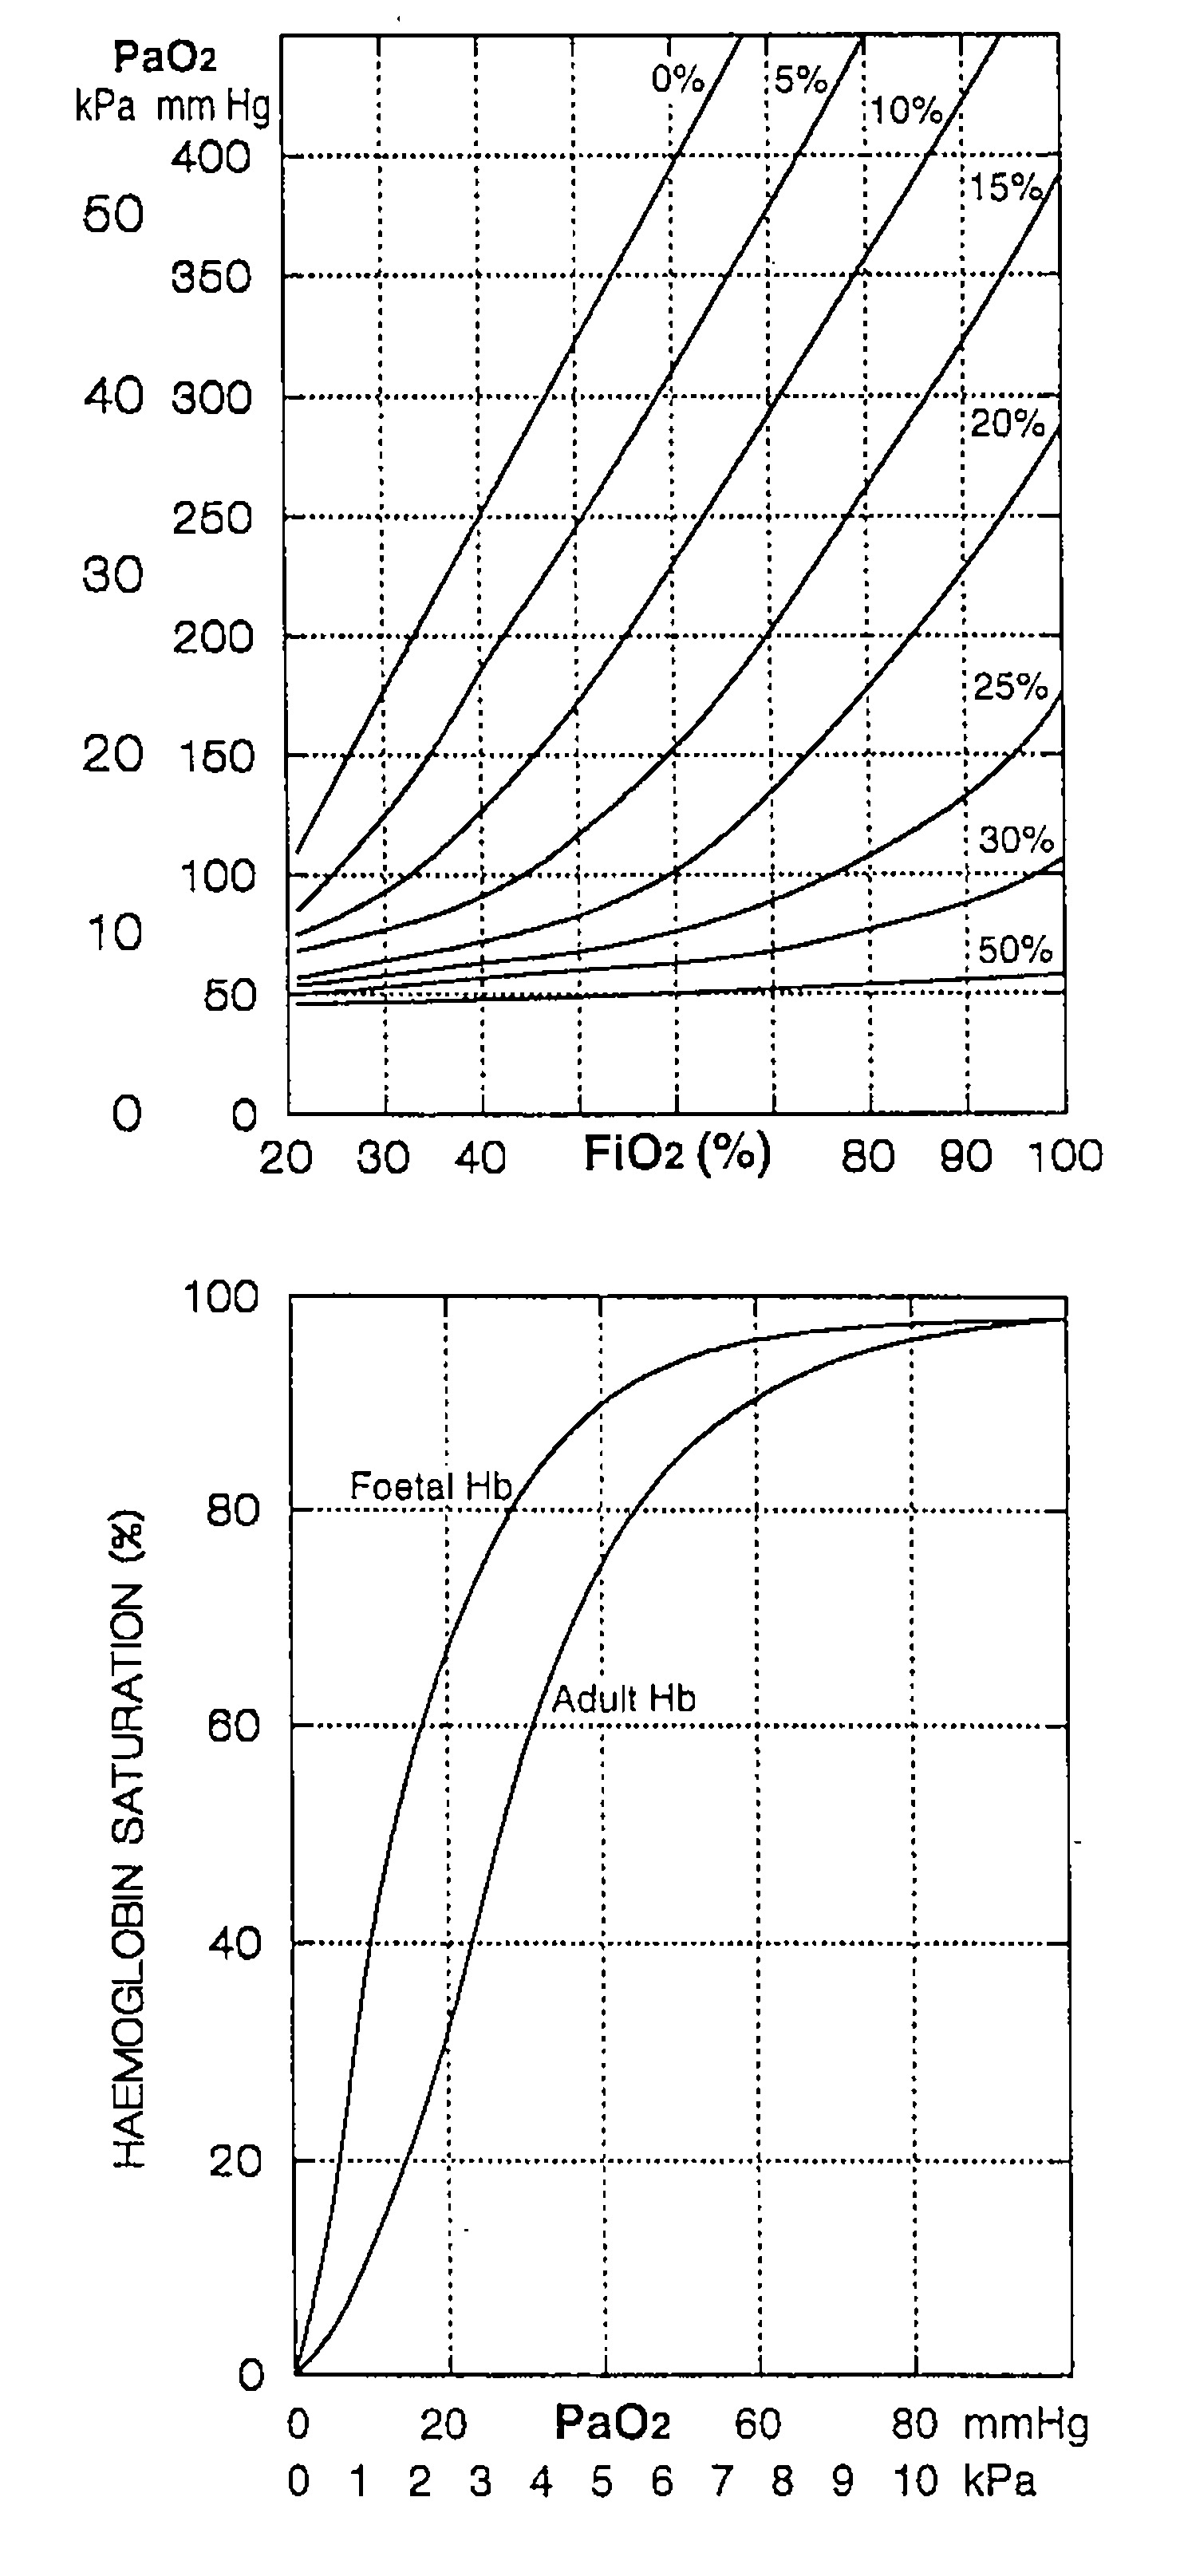 PaO2
kPa mm Hg
0% 5% 10%
400
15%
50
350
40 300
20%
250
30
200
25%
20 150
30%
100
10
50%
50
0 0
20 30 40 FiO2 (%) 80 90 100
100
Foetal Hb
80
Adult Hb
60
HAEMOGLOBIN SATURATION (%)
40
20
0
0 20 PaO2 60 80 mmHg
0 1 2 3 4 5 6 7 8 9 10 kPa